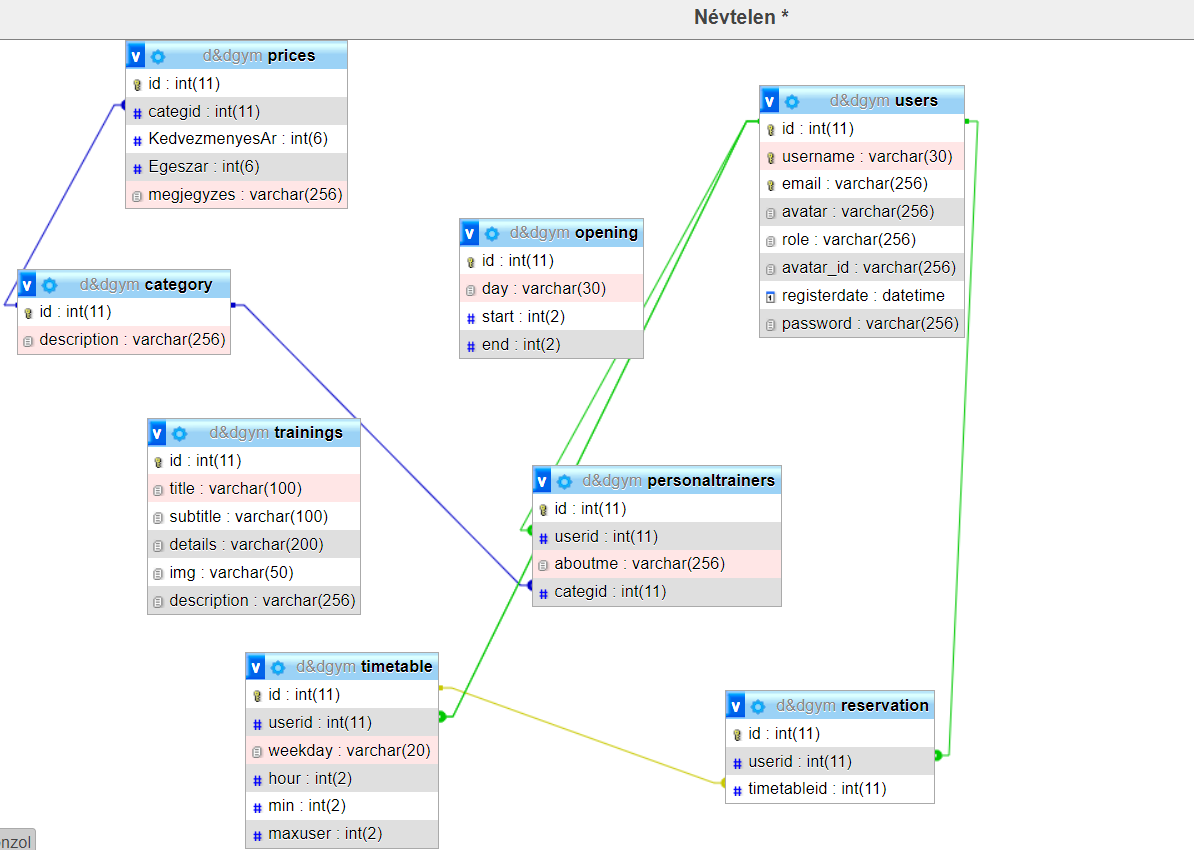 Névtelen *
d&dgym prices
id : int(11)
categid : int(11)
KedvezmenyesAr : int(6)
Egeszar : int(6)
megjegyzes : varchar(256)
d&dgym users
id : int(11)
username : varchar(30)
email : varchar(256)
avatar : varchar(256)
role : varchar(256)
avatar_id : varchar(256)
registerdate : datetime
password : varchar(256)
d&dgym opening
id : int(11)
day : varchar(30)
start : int(2)
end : int(2)
d&dgym category
id : int(11)
description : varchar(256)
d&dgym trainings
id : int(11)
title : varchar(100)
subtitle : varchar(100)
details : varchar(200)
img : varchar(50)
description : varchar(256)
d&dgym personaltrainers
id : int(11)
userid : int(11)
aboutme : varchar(256)
categid : int(11)
d&dgym timetable
id : int(11)
userid : int(11)
weekday : varchar(20)
hour : int(2)
min : int(2)
maxuser : int(2)
d&dgym reservation
id : int(11)
userid : int(11)
timetableid : int(11)
nzol